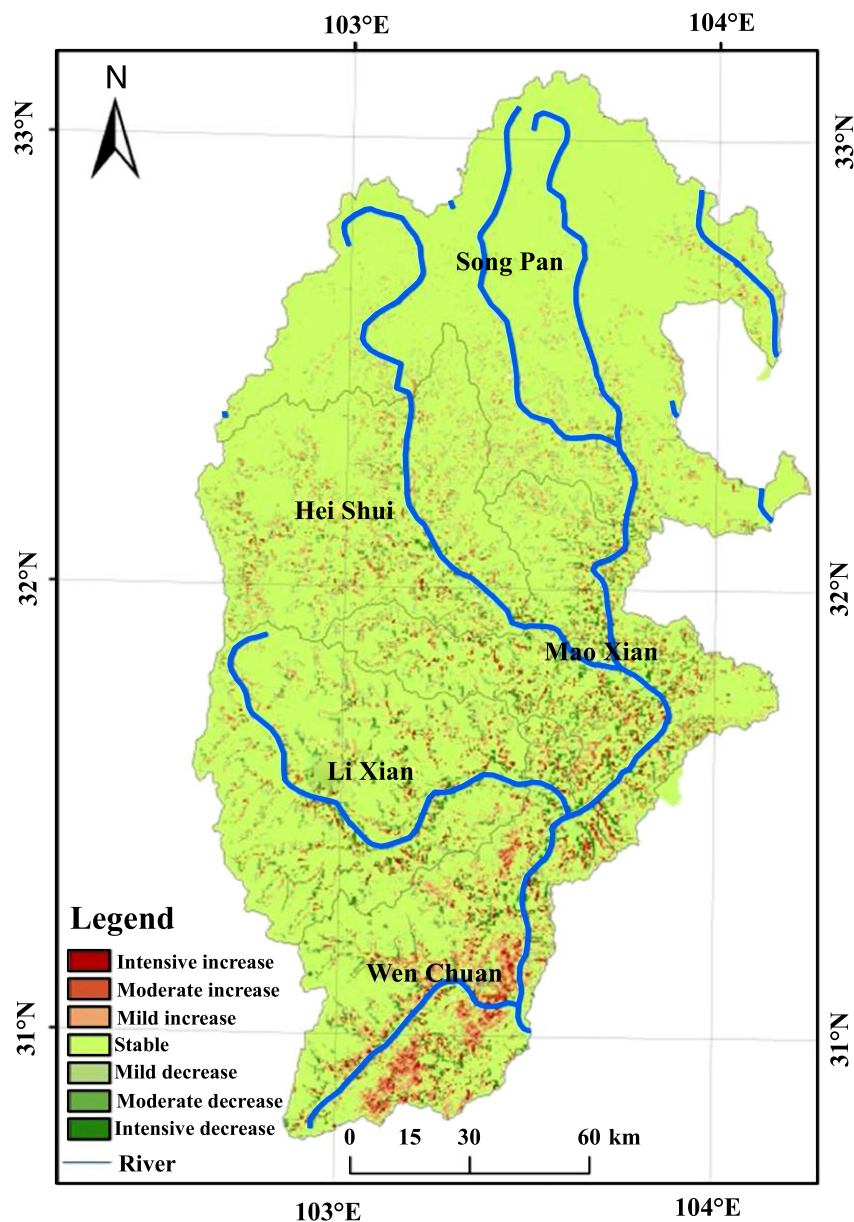 103°E
104°E
N
33°N
33°N
Song Pan
Hei Shui
32°N
32°N
Mao Xian
Li Xian
Legend
Intensive increase
Wen Chuan
Moderate increase
Mild increase
31°N
31°N
Stable
Mild decrease
Moderate decrease
Intensive decrease
0 15 30 60 km
River
103°E
104°E